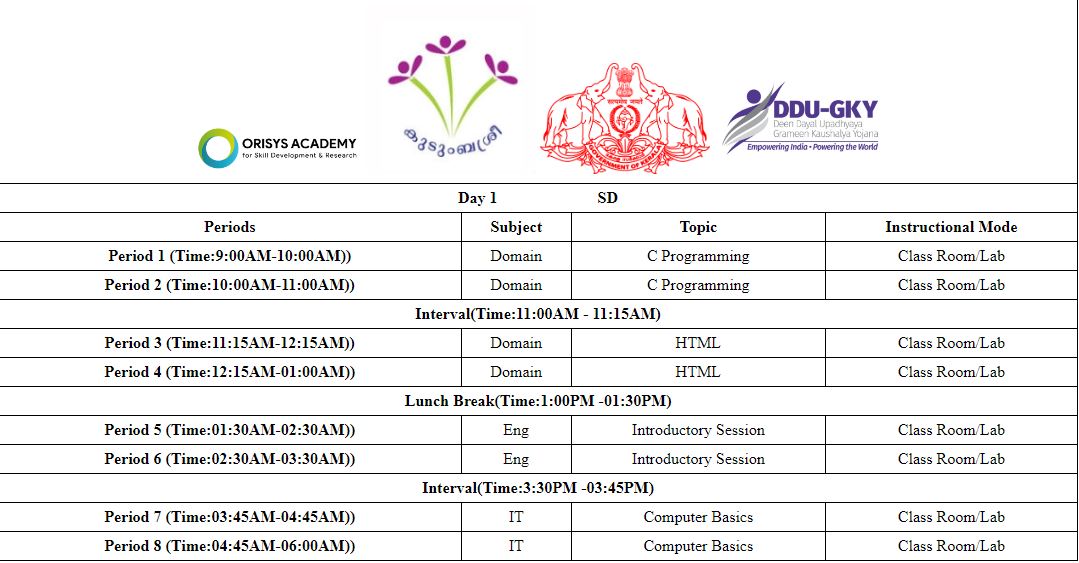 കുടുംബശ്രീ
ORISYS ACADEMY
for Skill Development & Research
सत्यमेव जयते
GOVERNMENT OF KERALA
DDU-GKY
Deen Dayal Upadhyaya
Grameen Kaushalya Yojana
Empowering India • Powering the World
Day 1 SD
Periods Subject Topic Instructional Mode
Period 1 (Time:9:00AM-10:00AM)) Domain C Programming Class Room/Lab
Period 2 (Time:10:00AM-11:00AM)) Domain C Programming Class Room/Lab
Interval(Time:11:00AM - 11:15AM)
Period 3 (Time:11:15AM-12:15AM)) Domain HTML Class Room/Lab
Period 4 (Time:12:15AM-01:00AM)) Domain HTML Class Room/Lab
Lunch Break(Time:1:00PM -01:30PM)
Period 5 (Time:01:30AM-02:30AM)) Eng Introductory Session Class Room/Lab
Period 6 (Time:02:30AM-03:30AM)) Eng Introductory Session Class Room/Lab
Interval(Time:3:30PM -03:45PM)
Period 7 (Time:03:45AM-04:45AM)) IT Computer Basics Class Room/Lab
Period 8 (Time:04:45AM-06:00AM)) IT Computer Basics Class Room/Lab